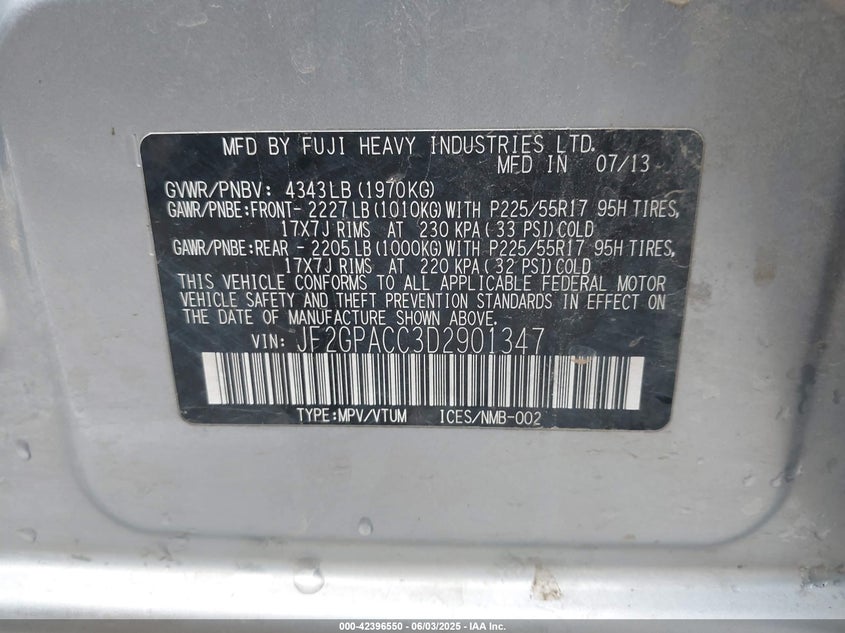 MFD BY FUJI HEAVY INDUSTRIES LTD.
MFD IN 07/13
GVWR/PNBV: 4343LB(1970KG)
GAWR/PNBE:FRONT- 2227LB(1010KG)WITH P225/55R17 95H TIRES,
17X7J RIMS AT 230 KPA( 33 PSI)COLD
GAWR/PNBE:REAR - 2205LB(1000KG)WITH P225/55R17 95H TIRES,
17X7J RIMS AT 220 KPA( 32 PSI)COLD
THIS VEHICLE CONFORMS TO ALL APPLICABLE FEDERAL MOTOR
VEHICLE SAFETY AND THEFT PREVENTION STANDARDS IN EFFECT ON
THE DATE OF MANUFACTURE SHOWN ABOVE.
VIN: JF2GPACC3D2901347
TYPE:MPV/VTUM ICES/NMB-002
000-42396550 | 06/03/2025 - IAA Inc.